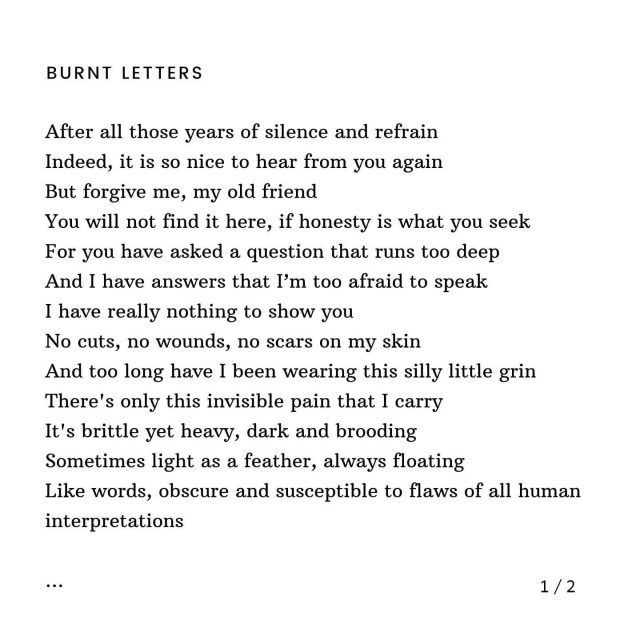 BURNT LETTERS
After all those years of silence and refrain
Indeed, it is so nice to hear from you again
But forgive me, my old friend
You will not find it here, if honesty is what you seek
For you have asked a question that runs too deep
And I have answers that I’m too afraid to speak
I have really nothing to show you
No cuts, no wounds, no scars on my skin
And too long have I been wearing this silly little grin
There's only this invisible pain that I carry
It's brittle yet heavy, dark and brooding
Sometimes light as a feather, always floating
Like words, obscure and susceptible to flaws of all human
interpretations
...
1 / 2